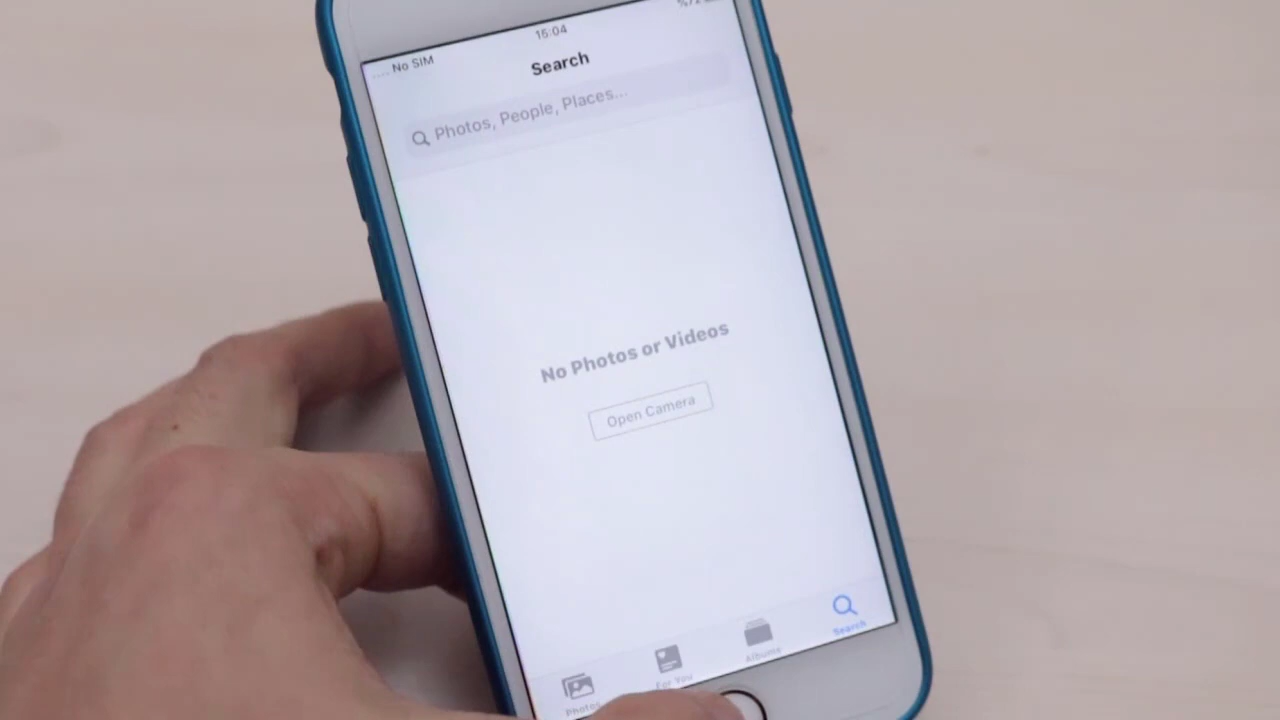 No SIM
15:04
Search
Photos, People, Places...
No Photos or Videos
Open Camera
Photos
For You
Albums
Search